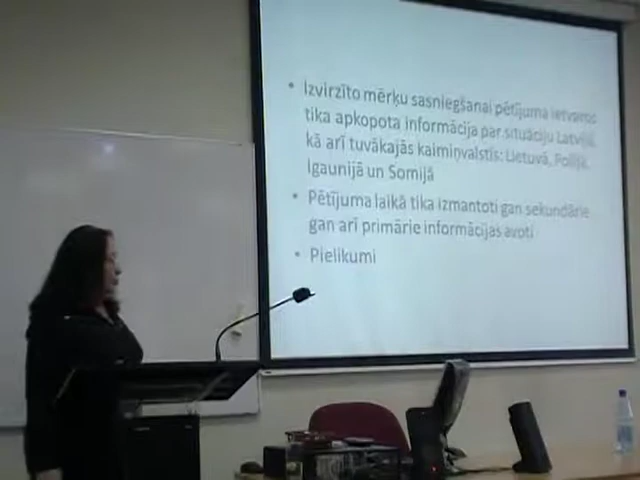 • Izvirzīto mērķu sasniegšanai pētījuma ietvaros
tika apkopota informācija par situāciju Latvijā,
kā arī tuvākajās kaimiņvalstīs: Lietuvā, Polijā,
Igaunijā un Somijā
• Pētījuma laikā tika izmantoti gan sekundārie
gan arī primārie informācijas avoti
• Pielikumi